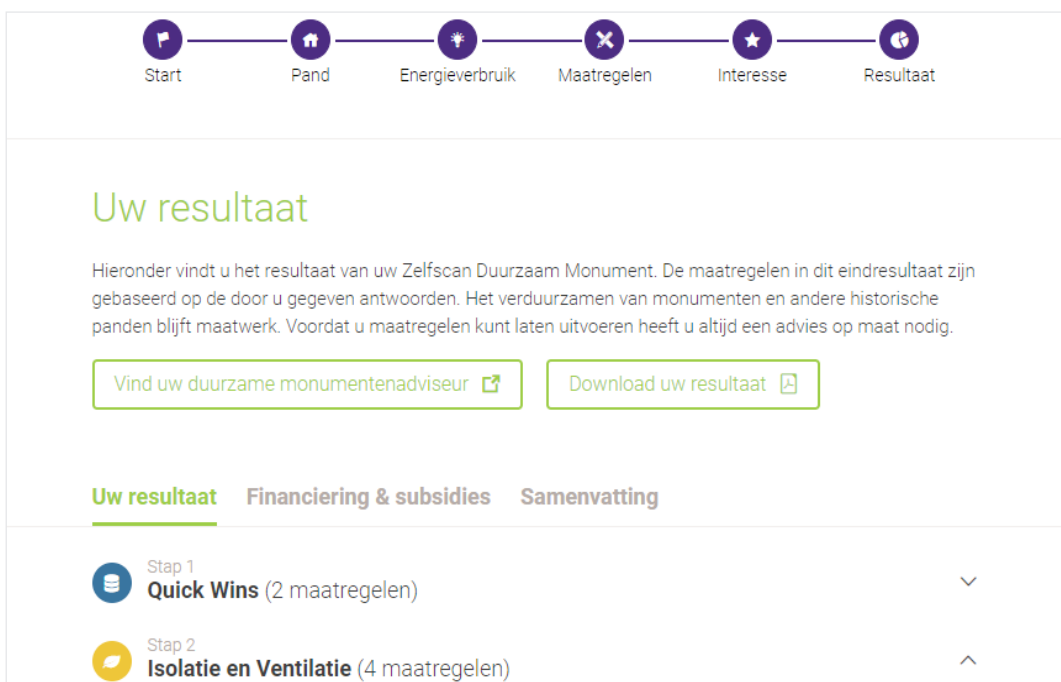 Start Pand Energieverbruik Maatregelen Interesse Resultaat
Uw resultaat
Hieronder vindt u het resultaat van uw Zelfscan Duurzaam Monument. De maatregelen in dit eindresultaat zijn
gebaseerd op de door u gegeven antwoorden. Het verduurzamen van monumenten en andere historische
panden blijft maatwerk. Voordat u maatregelen kunt laten uitvoeren heeft u altijd een advies op maat nodig.
Vind uw duurzame monumentenadviseur Download uw resultaat
Uw resultaat Financiering & subsidies Samenvatting
Stap 1
Quick Wins (2 maatregelen)
Stap 2
Isolatie en Ventilatie (4 maatregelen)